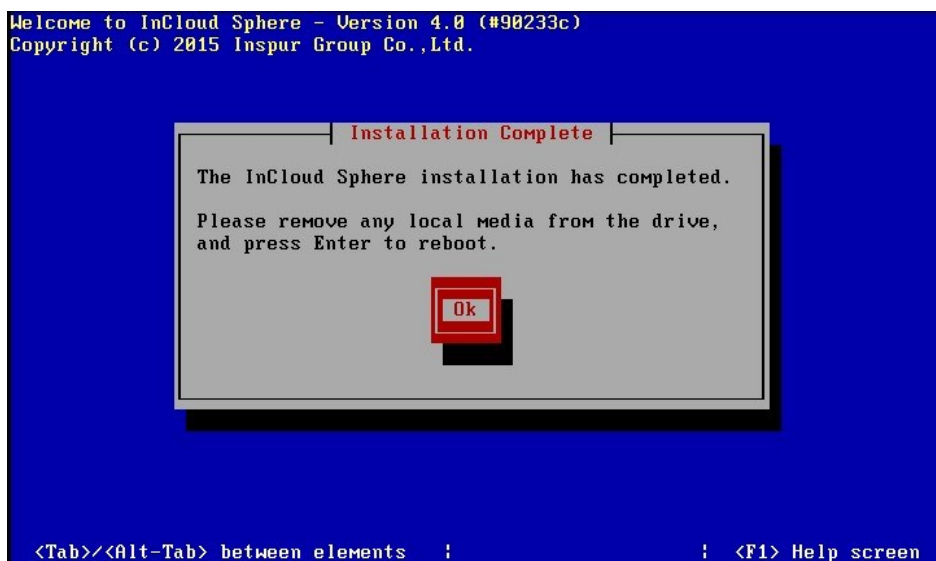 Welcome to InCloud Sphere - Version 4.0 (#90233c)
Copyright (c) 2015 Inspur Group Co.,Ltd.
Installation Complete
The InCloud Sphere installation has completed.
Please remove any local media from the drive,
and press Enter to reboot.
Ok
<Tab>/<Alt-Tab> between elements ¦ ¦ <F1> Help screen